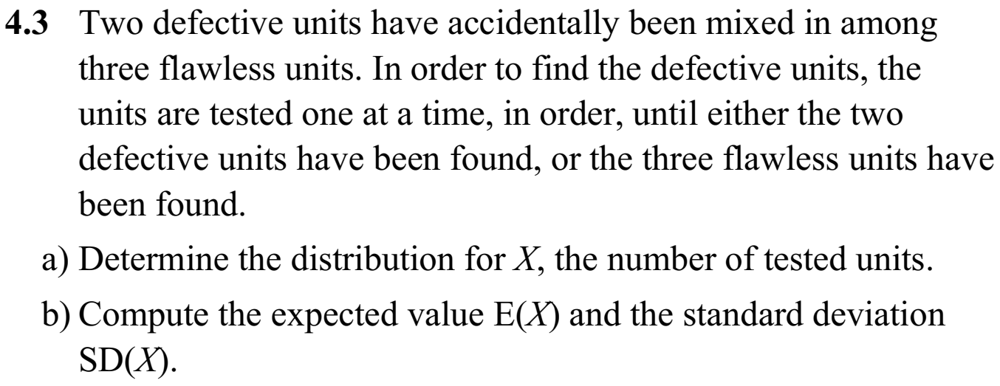 4.3 Two defective units have accidentally been mixed in among
three flawless units. In order to find the defective units, the
units are tested one at a time, in order, until either the two
defective units have been found, or the three flawless units have
been found.
a) Determine the distribution for X, the number of tested units.
b) Compute the expected value E(X) and the standard deviation
SD(X).